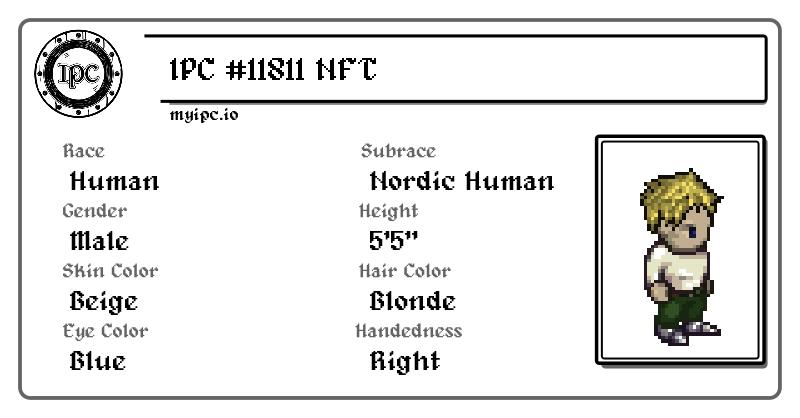 IPC
IPC #11811 NFT
myipc.io
Race
Human
Subrace
Nordic Human
Gender
Male
Height
5'5"
Skin Color
Beige
Hair Color
Blonde
Eye Color
Blue
Handedness
Right